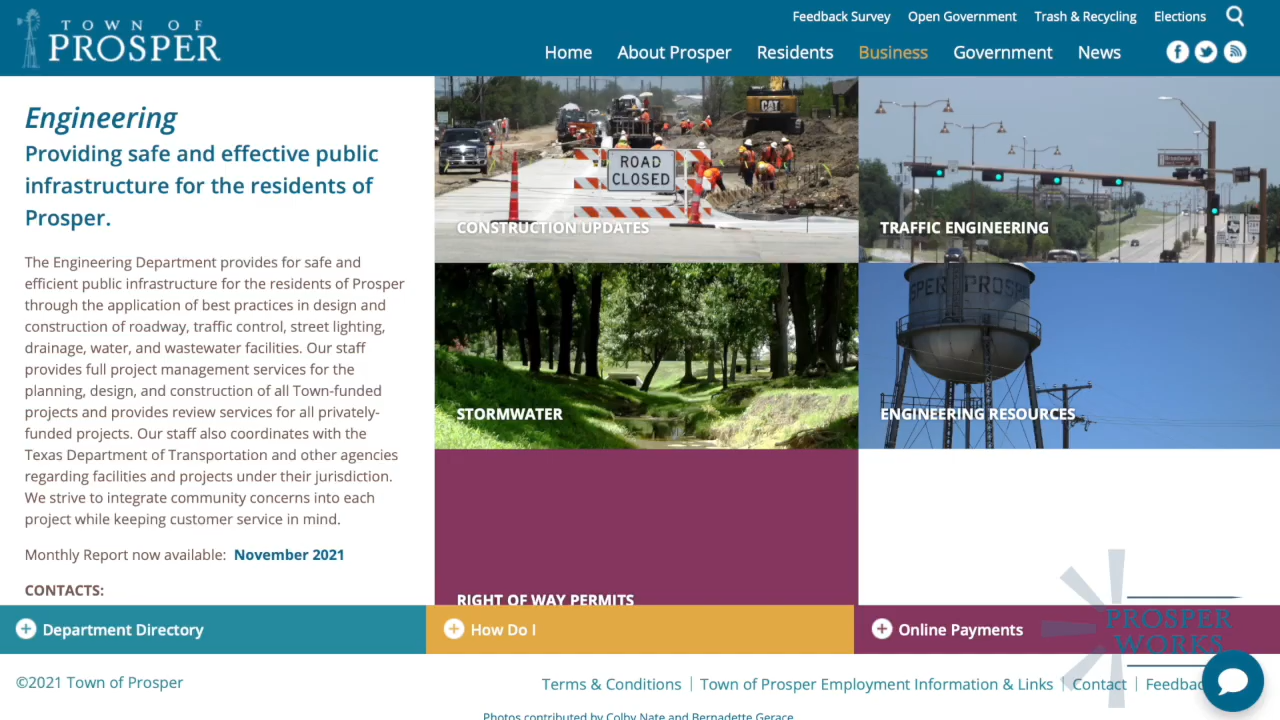 TOWN OF
PROSPER
Feedback Survey Open Government Trash & Recycling Elections
Home About Prosper Residents Business Government News
Engineering
Providing safe and effective public
infrastructure for the residents of
Prosper.
The Engineering Department provides for safe and
efficient public infrastructure for the residents of Prosper
through the application of best practices in design and
construction of roadway, traffic control, street lighting,
drainage, water, and wastewater facilities. Our staff
provides full project management services for the
planning, design, and construction of all Town-funded
projects and provides review services for all privately-
funded projects. Our staff also coordinates with the
Texas Department of Transportation and other agencies
regarding facilities and projects under their jurisdiction.
We strive to integrate community concerns into each
project while keeping customer service in mind.
Monthly Report now available: November 2021
CONTACTS:
CAT
ROAD
CLOSED
CONSTRUCTION UPDATES
Broadway
TRAFFIC ENGINEERING
STORMWATER
SPER PROSP
ENGINEERING RESOURCES
RIGHT OF WAY PERMITS
Department Directory
How Do I
Online Payments
PROSPER
WORKS
©2021 Town of Prosper
Terms & Conditions | Town of Prosper Employment Information & Links | Contact | Feedbac
Photos contributed by Colby Nate and Bernadette Gerace